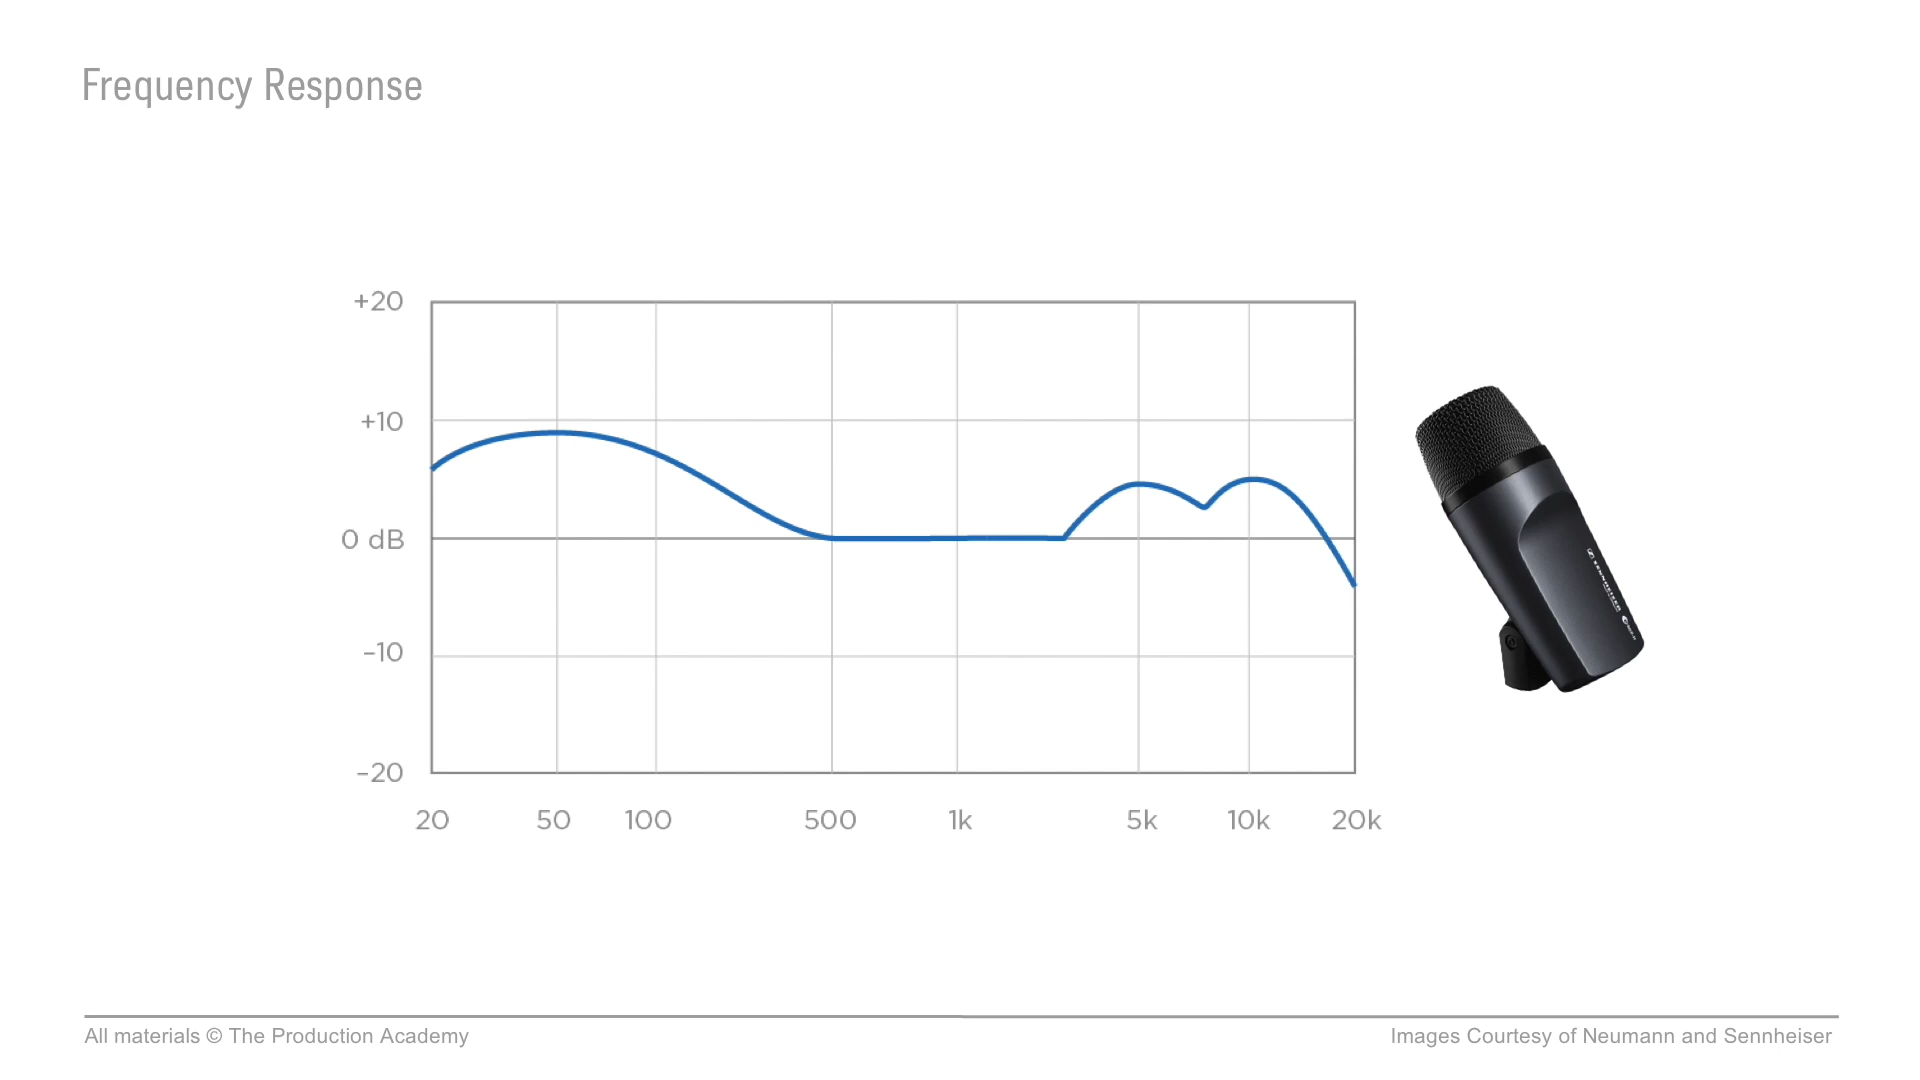 Frequency Response
+20
+10
0 dB
-10
-20
20 50 100 500 1k 5k 10k 20k
SENNHEISER
All materials © The Production Academy
Images Courtesy of Neumann and Sennheiser